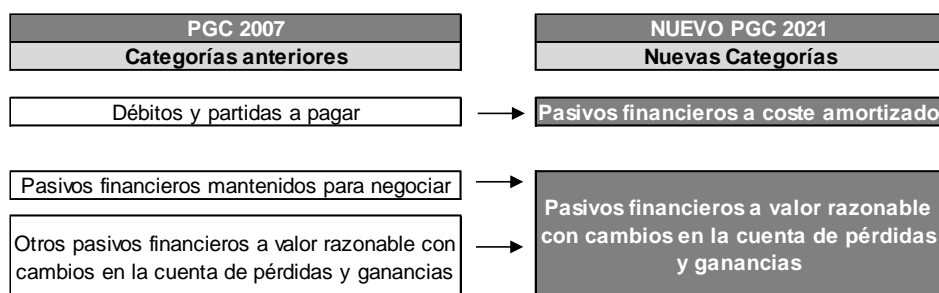 PGC 2007
Categorías anteriores
NUEVO PGC 2021
Nuevas Categorías
Débitos y partidas a pagar
Pasivos financieros a coste amortizado
Pasivos financieros mantenidos para negociar
Otros pasivos financieros a valor razonable con
cambios en la cuenta de pérdidas y ganancias
Pasivos financieros a valor razonable
con cambios en la cuenta de pérdidas
y ganancias